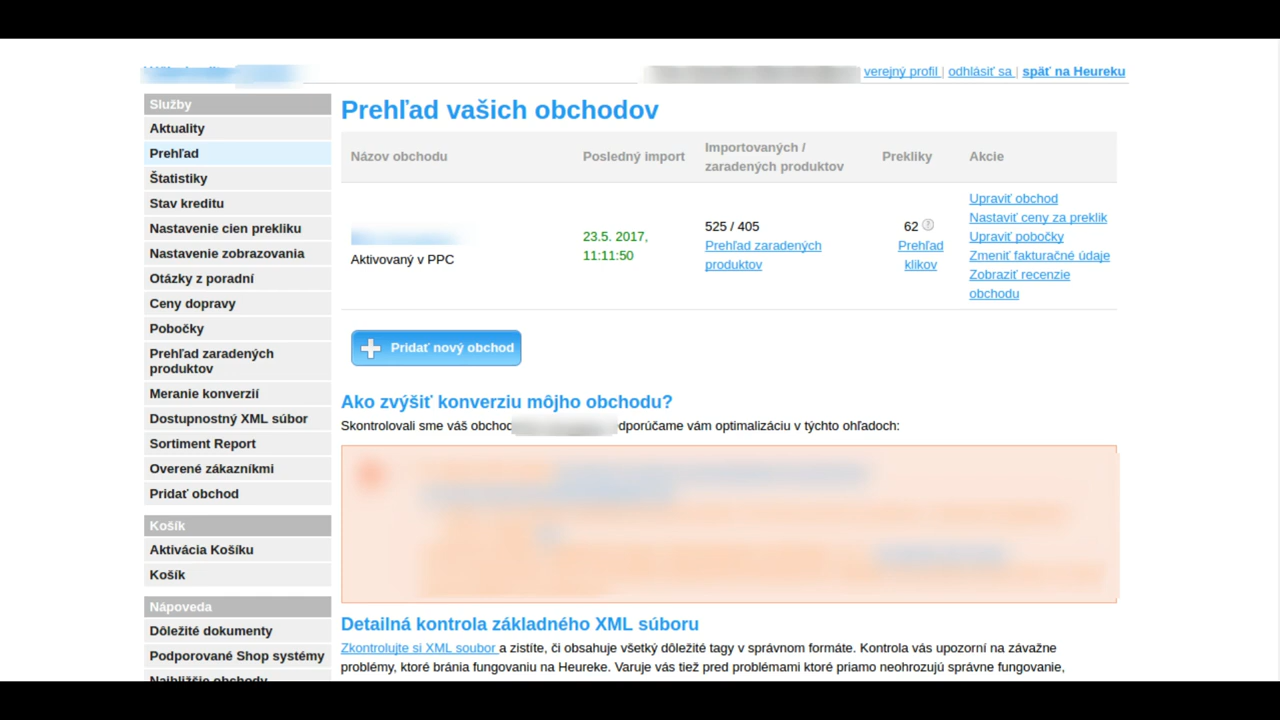 verejný profil | odhlásiť sa | späť na Heureku
Služby
Aktuality
Prehľad
Štatistiky
Stav kreditu
Nastavenie cien prekliku
Nastavenie zobrazovania
Otázky z poradní
Ceny dopravy
Pobočky
Prehľad zaradených
produktov
Meranie konverzií
Dostupnostný XML súbor
Sortiment Report
Overené zákazníkmi
Pridať obchod
Košík
Aktivácia Košíku
Košík
Nápoveda
Dôležité dokumenty
Podporované Shop systémy
Najbližšie obchody
Prehľad vašich obchodov
Názov obchodu
Posledný import
Importovaných /
zaradených produktov
Prekliky
Akcie
Aktivovaný v PPC
23.5. 2017,
11:11:50
525 / 405
Prehľad zaradených
produktov
62
Prehľad
klikov
Upraviť obchod
Nastaviť ceny za preklik
Upraviť pobočky
Zmeniť fakturačné údaje
Zobraziť recenzie
obchodu
Pridať nový obchod
Ako zvýšiť konverziu môjho obchodu?
Skontrolovali sme váš obchod dporúčame vám optimalizáciu v týchto ohľadoch:
Detailná kontrola základného XML súboru
Zkontrolujte si XML soubor a zistíte, či obsahuje všetký dôležité tagy v správnom formáte. Kontrola vás upozorní na závažne
problémy, ktoré bránia fungovaniu na Heureke. Varuje vás tiež pred problémami ktoré priamo neohrozujú správne fungovanie,